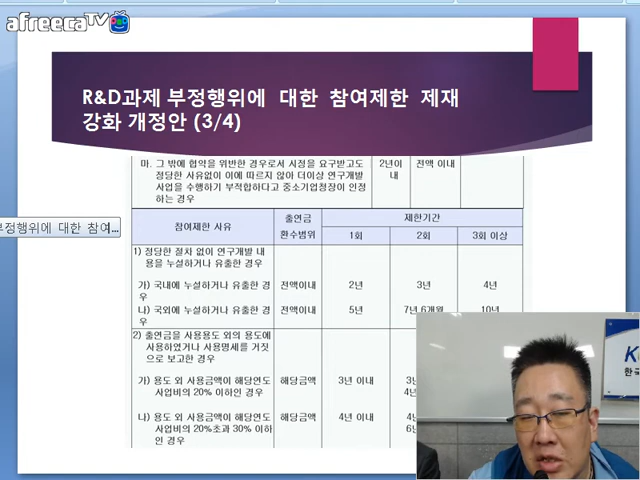 afreecaTV
R&D과제 부정행위에 대한 참여제한 제재
강화 개정안 (3/4)
마. 그 밖에 협약을 위반한 경우로서 시정을 요구받고도
정당한 사유없이 이에 따르지 않아 더이상 연구개발
사업을 수행하기 부적합하다고 중소기업청장이 인정
하는 경우
2년이
내
전액 이내
부정행위에 대한 참여...
참여제한 사유
출연금
환수범위
제한기간
1회
2회
3회 이상
1) 정당한 절차 없이 연구개발 내
용을 누설하거나 유출한 경우
가) 국내에 누설하거나 유출한 경
우
전액이내
2년
3년
4년
나) 국외에 누설하거나 유출한 경
우
전액이내
5년
7년 6개월
10년
2) 출연금을 사용용도 외의 용도에
사용하였거나 사용명세를 거짓
으로 보고한 경우
가) 용도 외 사용금액이 해당연도
사업비의 20% 이하인 경우
해당금액
3년 이내
나) 용도 외 사용금액이 해당연도
사업비의 20%초과 30% 이하
인 경우
해당금액
4년 이내
한국